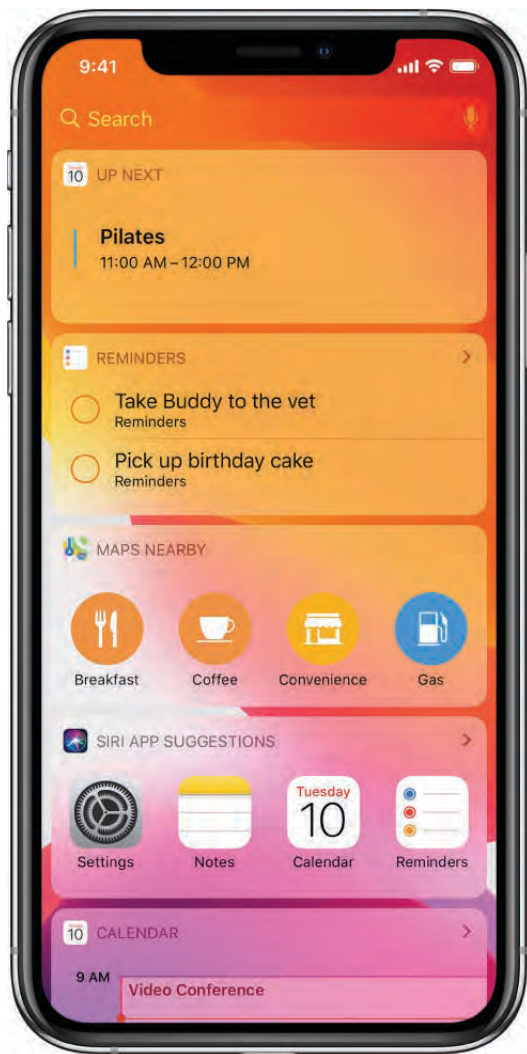 9:41
Search
10 UP NEXT
Pilates
11:00 AM – 12:00 PM
REMINDERS
Take Buddy to the vet
Reminders
Pick up birthday cake
Reminders
MAPS NEARBY
Breakfast Coffee Convenience Gas
SIRI APP SUGGESTIONS
Tuesday
10
Settings Notes Calendar Reminders
10 CALENDAR
9 AM
Video Conference